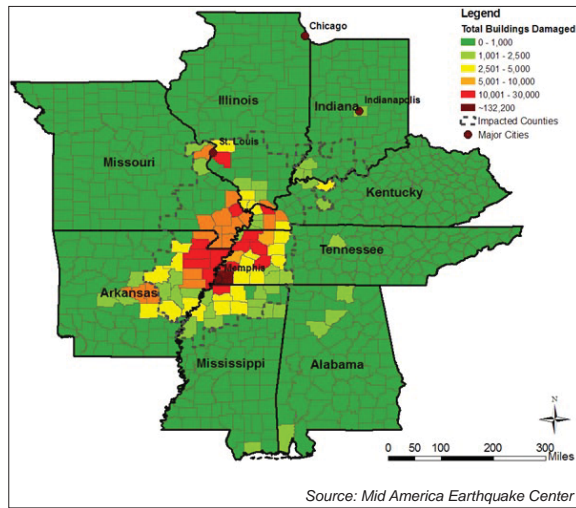 Legend
Total Buildings Damaged
0 - 1,000
1,001 - 2,500
2,501 - 5,000
5,001 - 10,000
10,001 - 30,000
~132,200
Impacted Counties
Major Cities
Chicago
Illinois
Indiana
Indianapolis
St. Louis
Missouri
Kentucky
Tennessee
Memphis
Arkansas
Mississippi
Alabama
N
0 50 100 200 300
Miles
Source: Mid America Earthquake Center